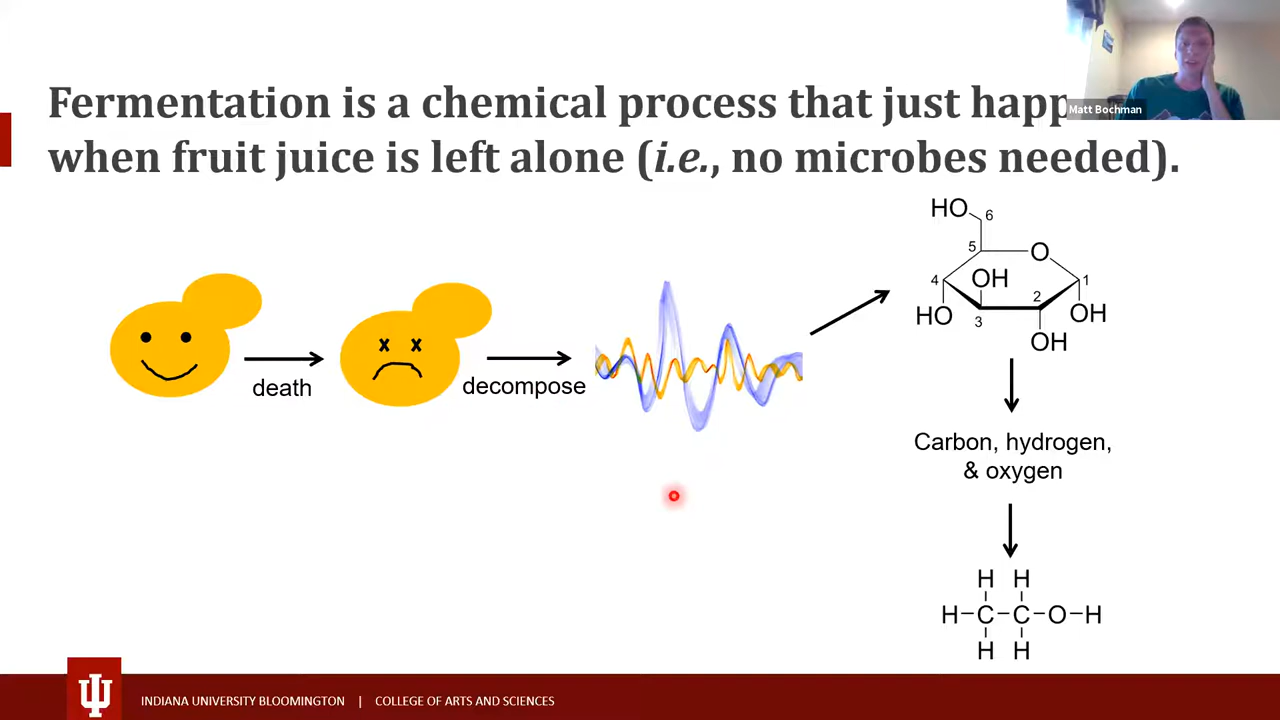 Fermentation is a chemical process that just happ
when fruit juice is left alone (i.e., no microbes needed).
Matt Bochman
death
decompose
HO
6
5
O
4
OH
1
2
HO
3
OH
OH
Carbon, hydrogen,
& oxygen
H H
H-C-C-O-H
H H
INDIANA UNIVERSITY BLOOMINGTON | COLLEGE OF ARTS AND SCIENCES